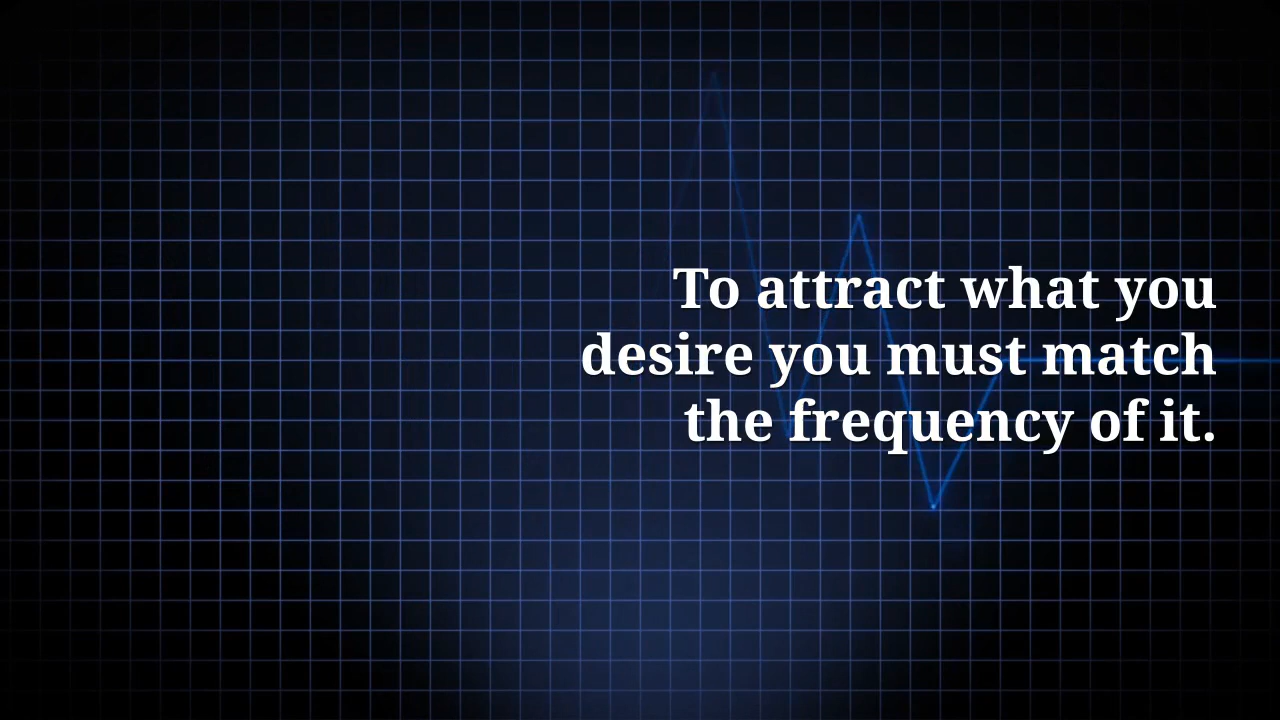 To attract what you
desire you must match
the frequency of it.